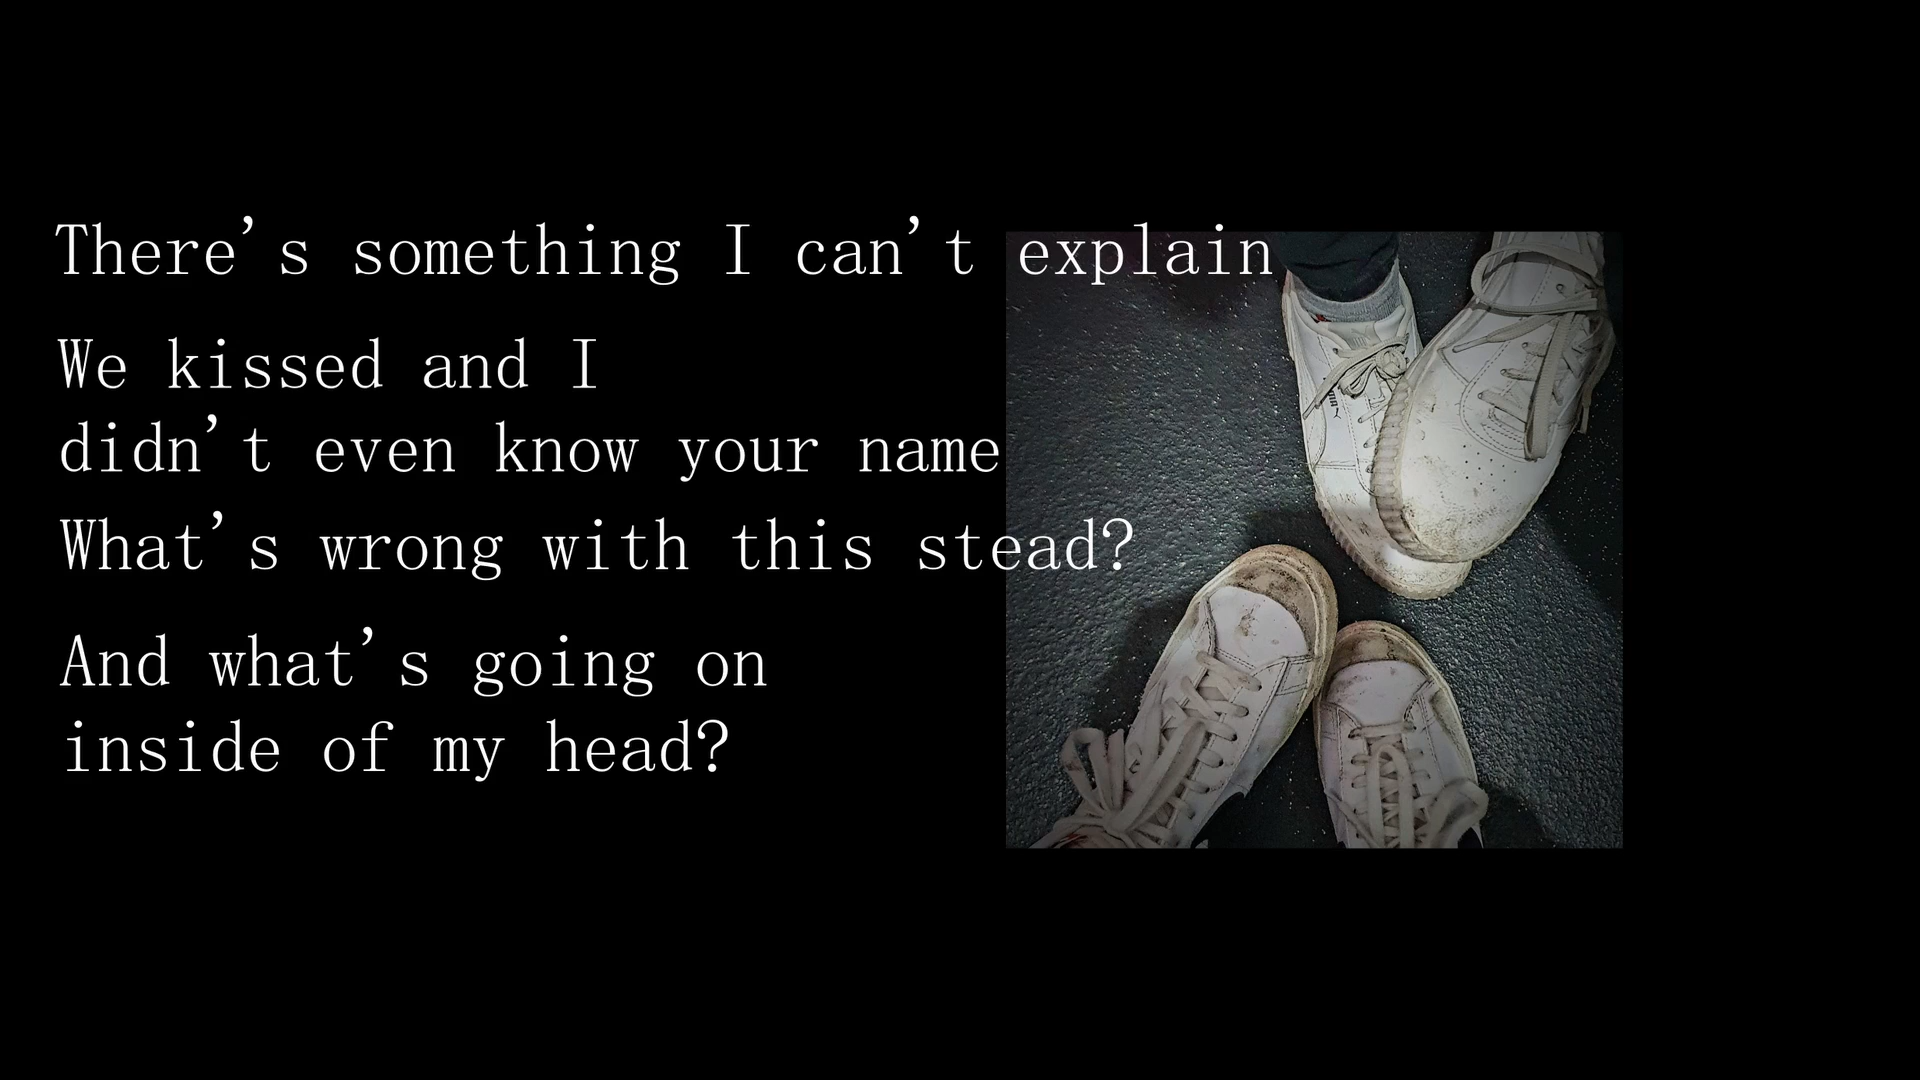 There's something I can't explain
We kissed and I
didn't even know your name
What's wrong with this stead?
And what's going on
inside of my head?